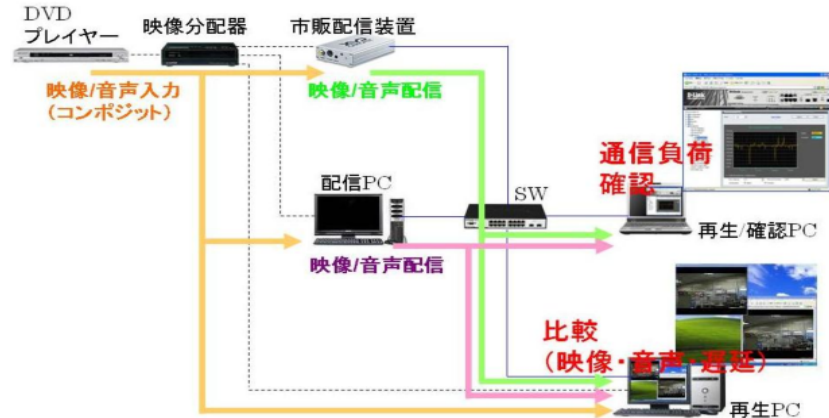 DVD
プレイヤー
映像分配器
市販配信装置
映像/音声入力
(コンポジット)
映像/音声配信
通信負荷
確認
配信PC
SW
再生/確認PC
映像/音声配信
比較
(映像・音声・遅延)
再生PC